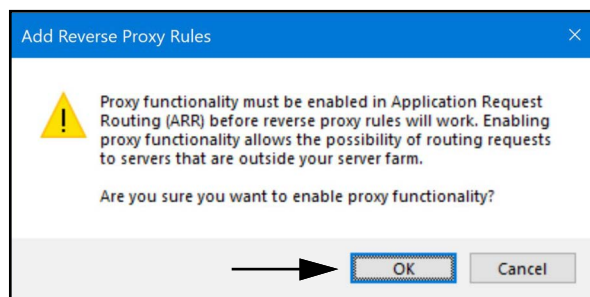 Add Reverse Proxy Rules
Proxy functionality must be enabled in Application Request
Routing (ARR) before reverse proxy rules will work. Enabling
proxy functionality allows the possibility of routing requests
to servers that are outside your server farm.
Are you sure you want to enable proxy functionality?
OK
Cancel